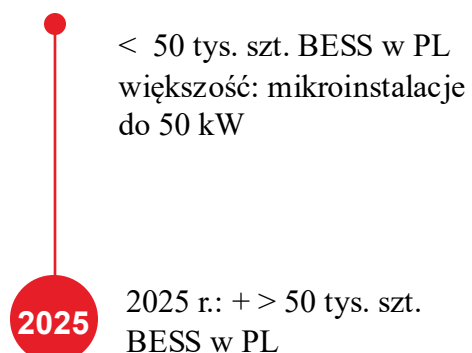 < 50 tys. szt. BESS w PL
większość: mikroinstalacje
do 50 kW
2025
2025 r.: + > 50 tys. szt.
BESS w PL